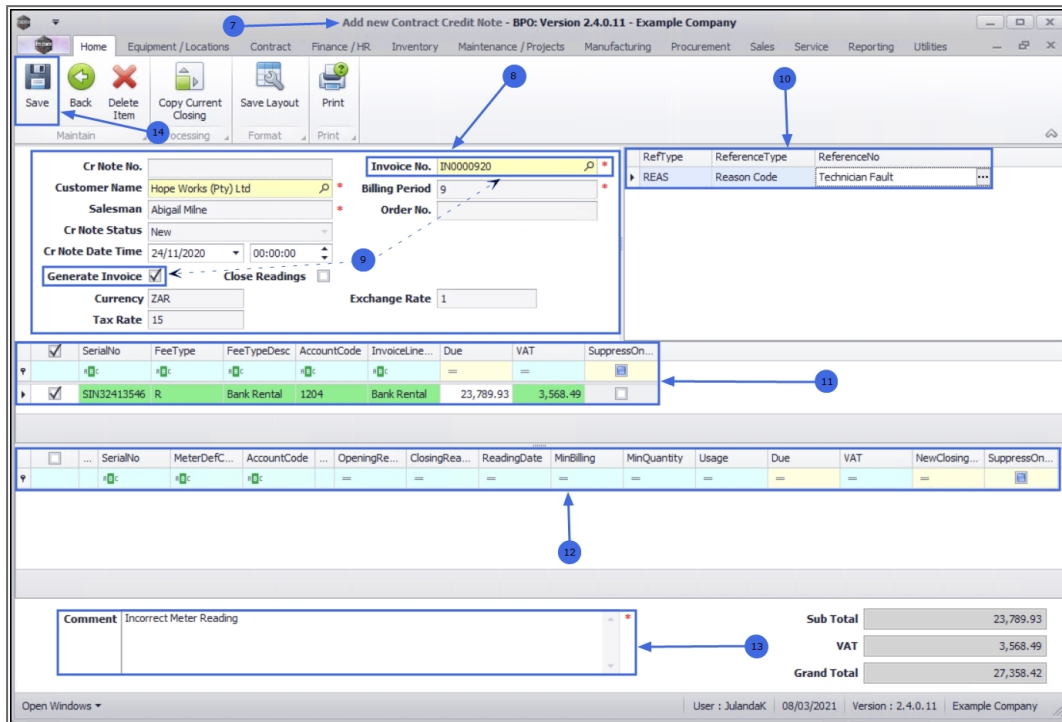 7 Add new Contract Credit Note - BPO: Version 2.4.0.11 - Example Company
Home Equipment / Locations Contract Finance / HR Inventory Maintenance / Projects Manufacturing Procurement Sales Service Reporting Utilities
Save Back Delete Item Copy Current Closing Save Layout Print
8
10
14
Maintain Processing Format Print
Cr Note No. Invoice No. IN0000920 *
Customer Name Hope Works (Pty) Ltd * Billing Period 9 *
Salesman Abigail Milne * Order No.
Cr Note Status New
Cr Note Date Time 24/11/2020 00:00:00
9
Generate Invoice Close Readings
Currency ZAR Exchange Rate 1
Tax Rate 15
RefType ReferenceType ReferenceNo
REAS Reason Code Technician Fault ...
SerialNo FeeType FeeTypeDesc AccountCode InvoiceLine... Due VAT SuppressOn...
= =
SIN32413546 R Bank Rental 1204 Bank Rental 23,789.93 3,568.49
11
... SerialNo MeterDefC... AccountCode ... OpeningRe... ClosingRea... ReadingDate MinBilling MinQuantity Usage Due VAT NewClosing... SuppressOn...
= = = = = = = = =
12
Comment Incorrect Meter Reading *
13
Sub Total 23,789.93
VAT 3,568.49
Grand Total 27,358.42
Open Windows User : JulandaK 08/03/2021 Version : 2.4.0.11 Example Company